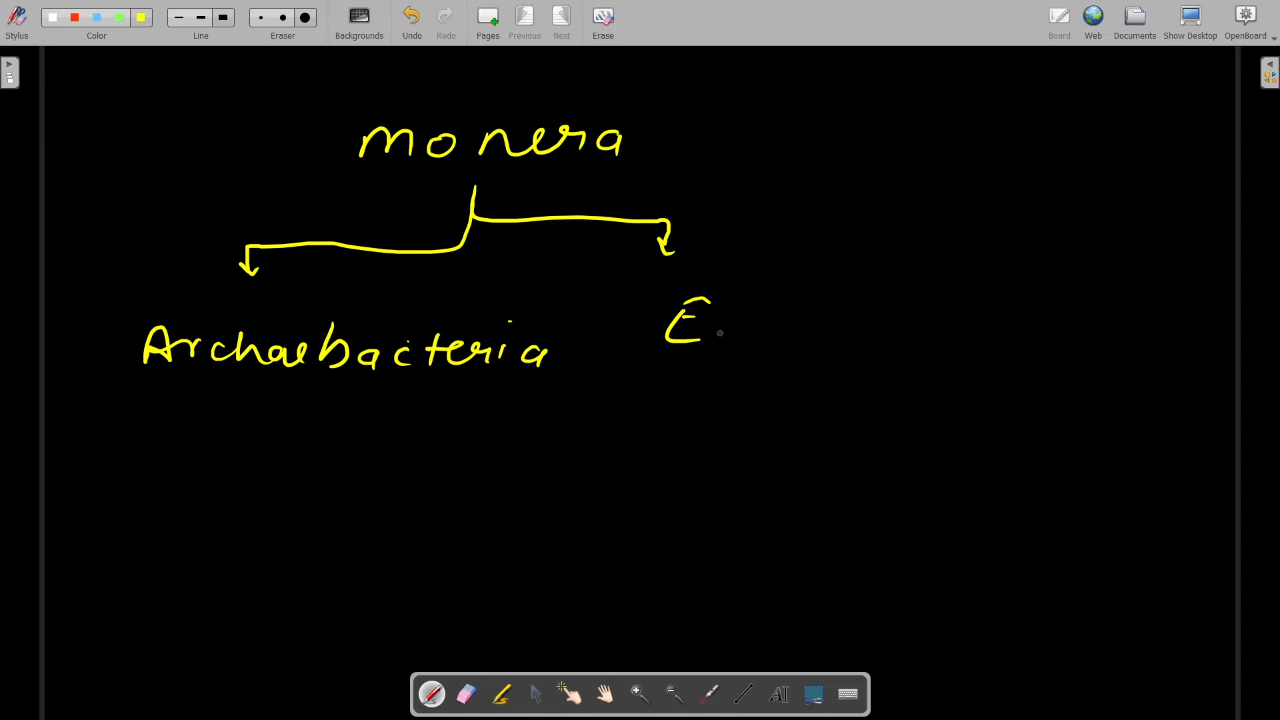 Stylus Color Line Eraser Backgrounds Undo Redo Pages Previous Next Erase Board Web Documents Show Desktop OpenBoard
monera
Archaebacteria E